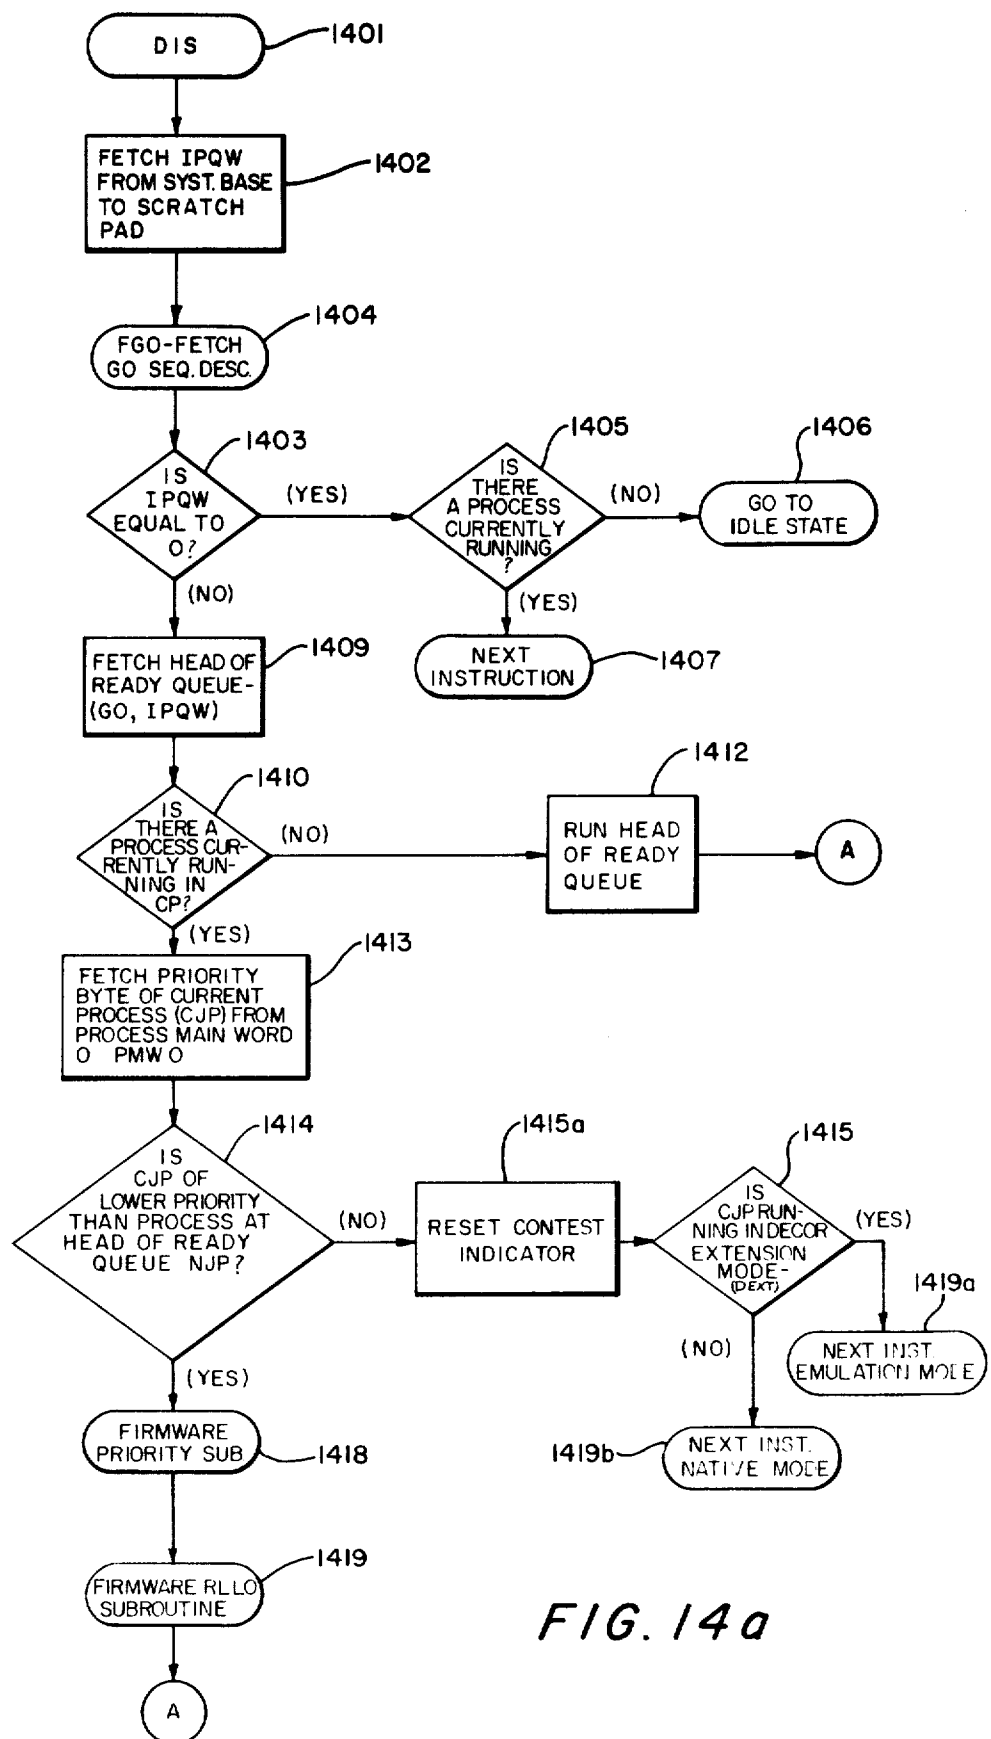 DIS
1401
FETCH IPQW
FROM SYST. BASE
TO SCRATCH
PAD
1402
1404
FGO-FETCH
GO SEQ. DESC.
1403
IS
IPQW
EQUAL TO
O?
(YES)
(NO)
1405
IS
THERE
A PROCESS
CURRENTLY
RUNNING
?
(NO)
(YES)
1406
GO TO
IDLE STATE
NEXT
INSTRUCTION
1407
1409
FETCH HEAD OF
READY QUEUE-
(GO, IPQW)
1410
IS
THERE A
PROCESS CUR-
RENTLY RUN-
NING IN
CP?
(NO)
(YES)
1412
RUN HEAD
OF READY
QUEUE
A
1413
FETCH PRIORITY
BYTE OF CURRENT
PROCESS (CJP) FROM
PROCESS MAIN WORD
O PMW O
1414
IS
CJP OF
LOWER PRIORITY
THAN PROCESS AT
HEAD OF READY
QUEUE NJP?
(NO)
(YES)
1415a
RESET CONTEST
INDICATOR
1415
IS
CJP RUN-
NING IN DECOR
EXTENSION
MODE-
(DEXT)
(YES)
(NO)
1419a
NEXT INST.
EMULATION MODE
1419b
NEXT INST.
NATIVE MODE
FIRMWARE
PRIORITY SUB
1418
1419
FIRMWARE RLLO
SUBROUTINE
A
FIG. 14a